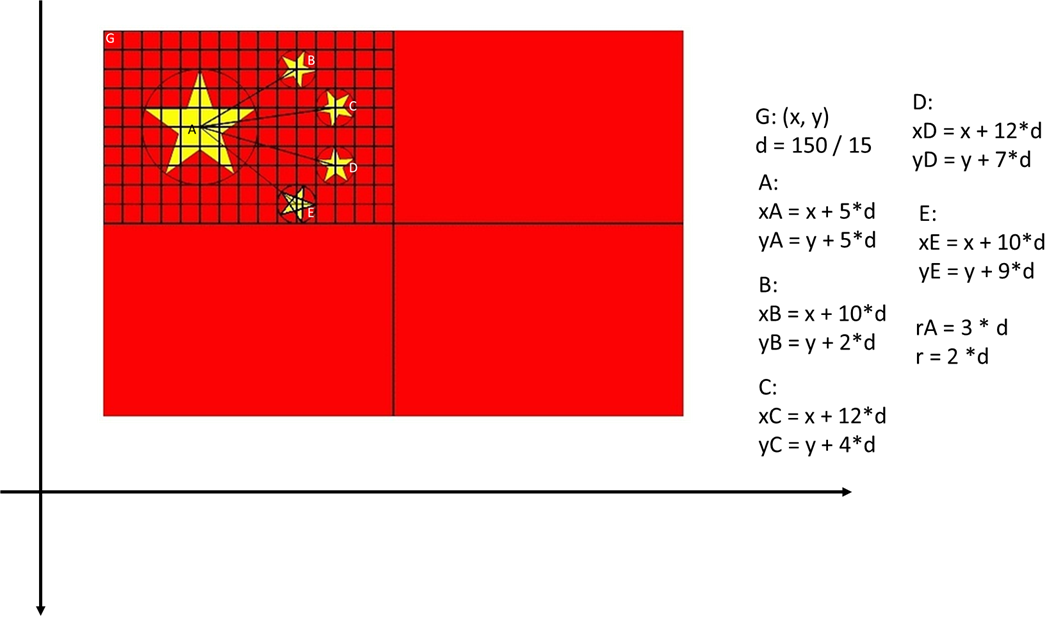 G
B
C
A
D
E
G: (x, y)
d = 150 / 15
A:
xA = x + 5*d
yA = y + 5*d
B:
xB = x + 10*d
yB = y + 2*d
C:
xC = x + 12*d
yC = y + 4*d
D:
xD = x + 12*d
yD = y + 7*d
E:
xE = x + 10*d
yE = y + 9*d
rA = 3 * d
r = 2 *d